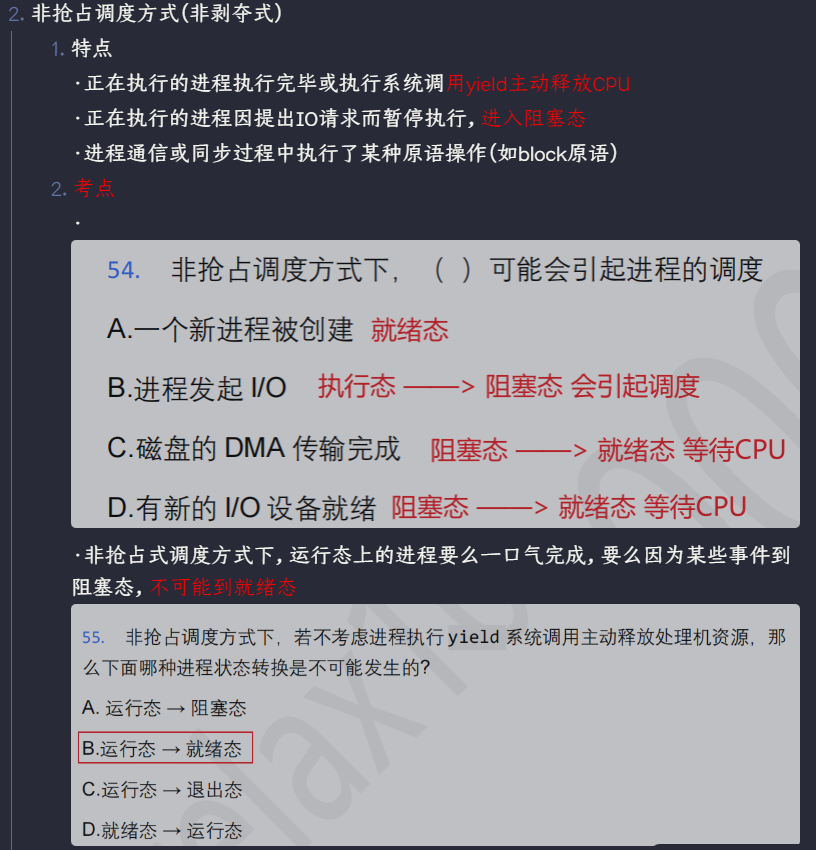 2. 非抢占调度方式(非剥夺式)
1. 特点
·正在执行的进程执行完毕或执行系统调用yield主动释放CPU
·正在执行的进程因提出IO请求而暂停执行, 进入阻塞态
·进程通信或同步过程中执行了某种原语操作(如block原语)
2. 考点
·
54. 非抢占调度方式下，（ ）可能会引起进程的调度
A.一个新进程被创建 就绪态
B.进程发起 I/O 执行态 ——> 阻塞态 会引起调度
C.磁盘的 DMA 传输完成 阻塞态 ——> 就绪态 等待CPU
D.有新的 I/O 设备就绪 阻塞态 ——> 就绪态 等待CPU
·非抢占式调度方式下, 运行态上的进程要么一口气完成, 要么因为某些事件到
阻塞态, 不可能到就绪态
55. 非抢占调度方式下，若不考虑进程执行 yield 系统调用主动释放处理机资源，那
么下面哪种进程状态转换是不可能发生的?
A. 运行态 → 阻塞态
B.运行态 → 就绪态
C.运行态 → 退出态
D.就绪态 → 运行态